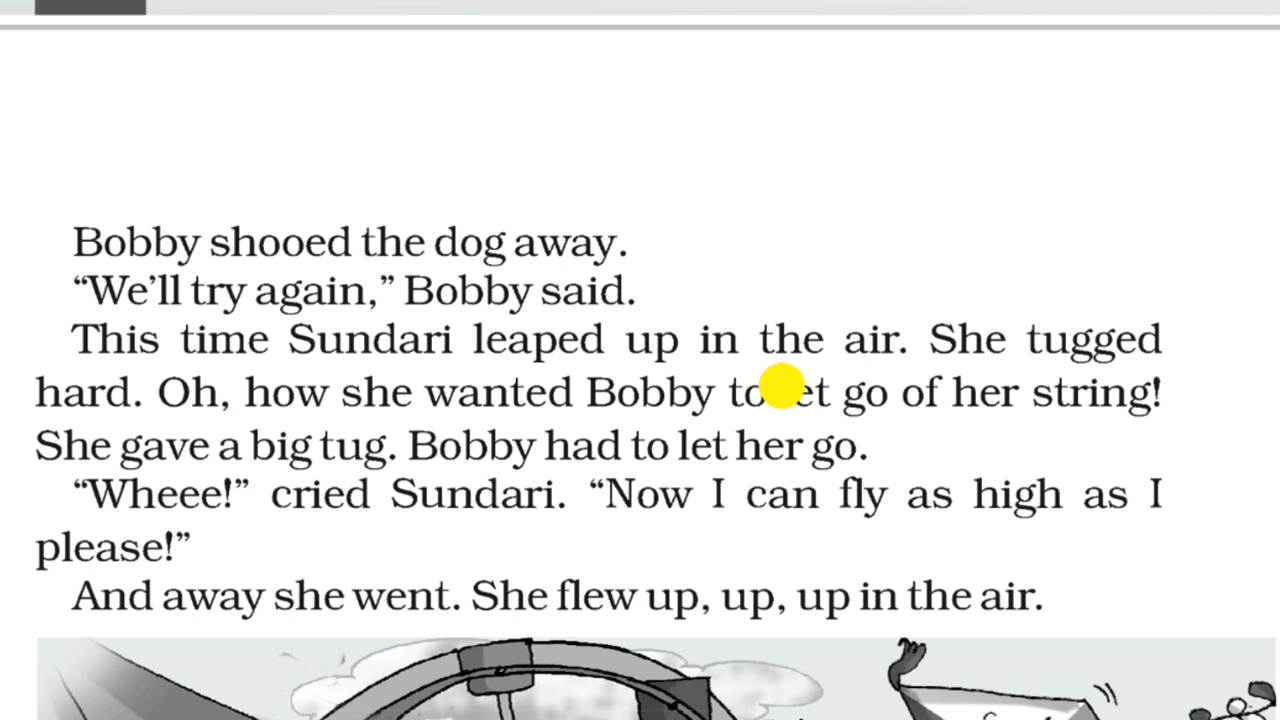 Bobby shooed the dog away.
“We’ll try again,” Bobby said.
This time Sundari leaped up in the air. She tugged
hard. Oh, how she wanted Bobby to let go of her string!
She gave a big tug. Bobby had to let her go.
“Wheee!” cried Sundari. “Now I can fly as high as I
please!”
And away she went. She flew up, up, up in the air.